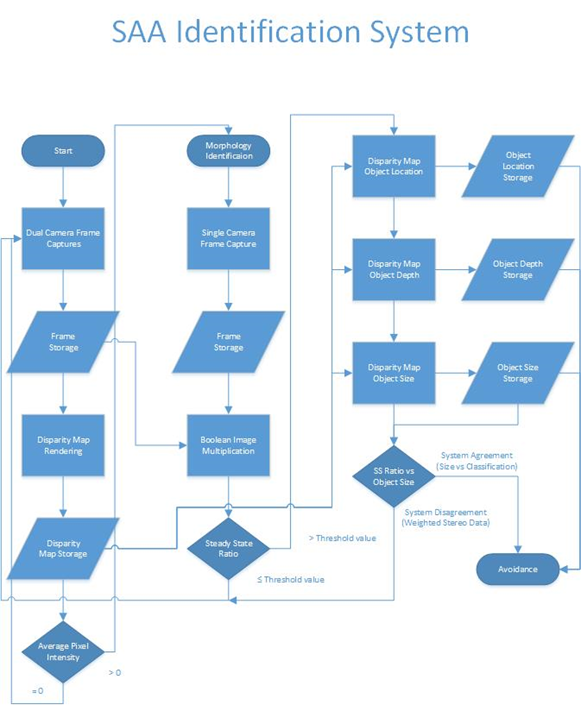 SAA Identification System
Start
Dual Camera Frame
Captures
Frame
Storage
Disparity Map
Rendering
Disparity
Map Storage
Average Pixel
Intensity
> 0
= 0
Morphology
Identificaion
Single Camera
Frame Capture
Frame
Storage
Boolean Image
Multiplication
Steady State
Ratio
> Threshold value
≤ Threshold value
Disparity Map
Object Location
Object
Location
Storage
Disparity Map
Object Depth
Object Depth
Storage
Disparity Map
Object Size
Object Size
Storage
SS Ratio vs
Object Size
System Agreement
(Size vs Classification)
System Disagreement
(Weighted Stereo Data)
Avoidance